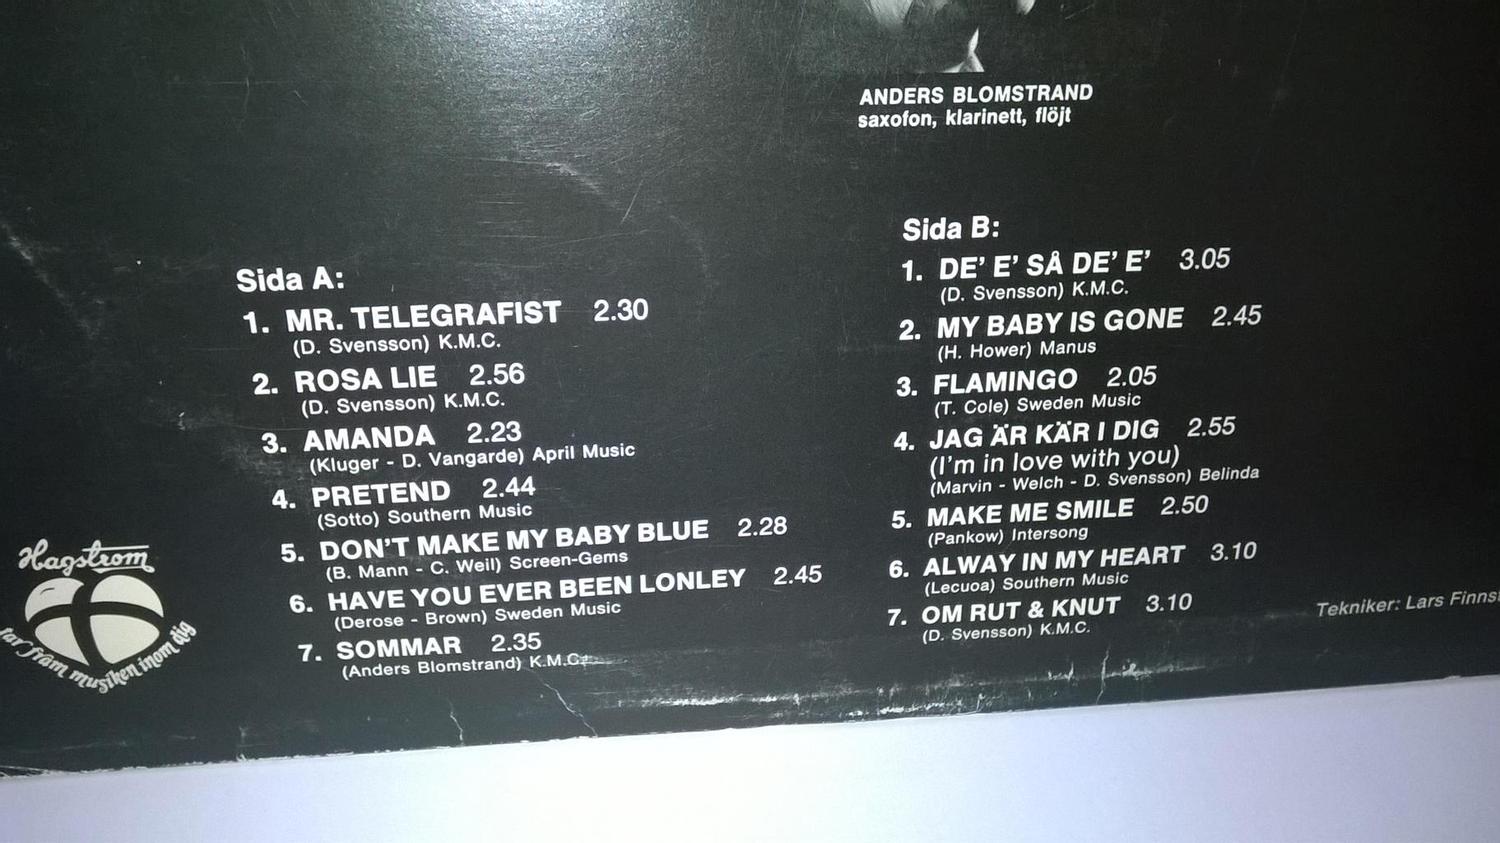 ANDERS BLOMSTRAND
saxofon, klarinett, flöjt
Sida A:
1. MR. TELEGRAFIST 2.30
(D. Svensson) K.M.C.
2. ROSA LIE 2.56
(D. Svensson) K.M.C.
3. AMANDA 2.23
(Kluger - D. Vangarde) April Music
4. PRETEND 2.44
(Sotto) Southern Music
5. DON'T MAKE MY BABY BLUE 2.28
(B. Mann - C. Weil) Screen-Gems
6. HAVE YOU EVER BEEN LONLEY 2.45
(Derose - Brown) Sweden Music
7. SOMMAR 2.35
(Anders Blomstrand) K.M.C.
Sida B:
1. DE' E' SÅ DE' E' 3.05
(D. Svensson) K.M.C.
2. MY BABY IS GONE 2.45
(H. Hower) Manus
3. FLAMINGO 2.05
(T. Cole) Sweden Music
4. JAG ÄR KÄR I DIG 2.55
(I'm in love with you)
(Marvin - Welch - D. Svensson) Belinda
5. MAKE ME SMILE 2.50
(Pankow) Intersong
6. ALWAY IN MY HEART 3.10
(Lecuoa) Southern Music
7. OM RUT & KNUT 3.10
(D. Svensson) K.M.C.
Hagström
tar fram musiken inom dig
Tekniker: Lars